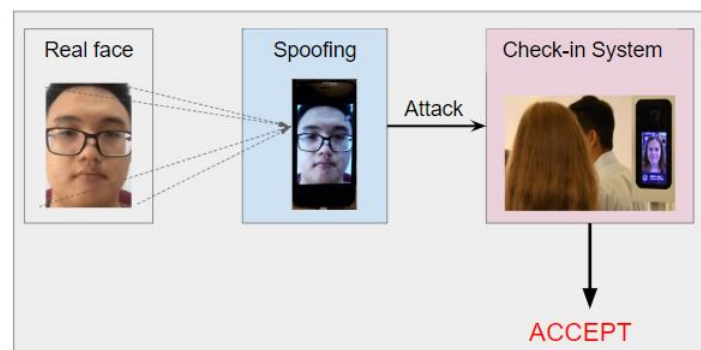 Real face
Spoofing
Check-in System
Attack
ACCEPT